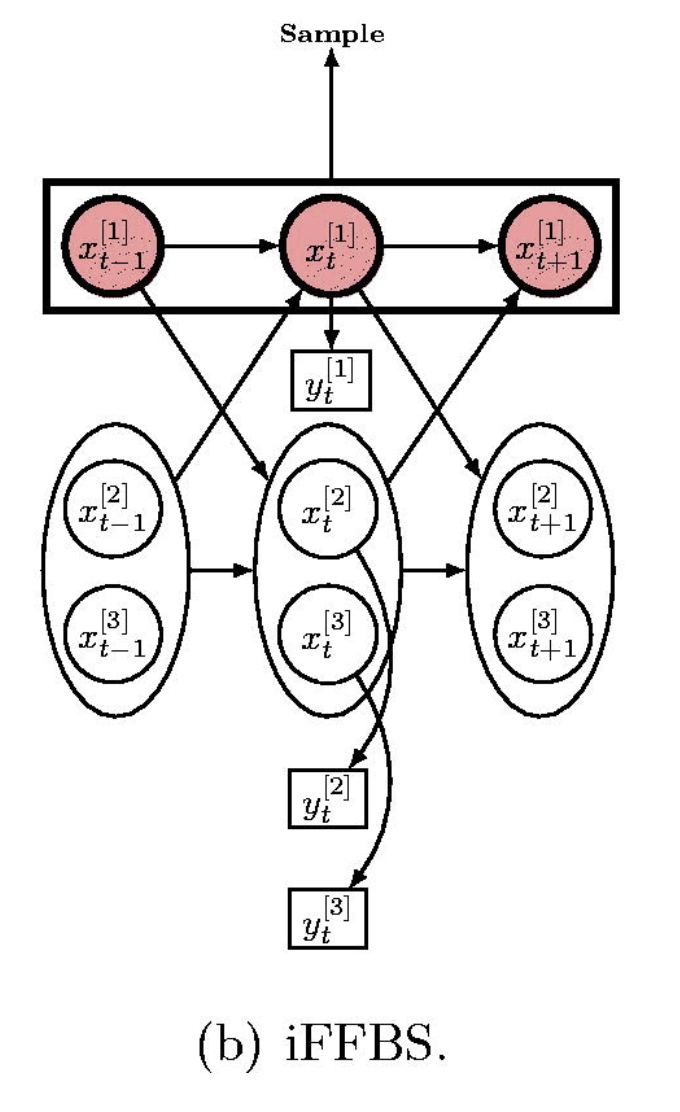 Sample
x_{t-1}^{[1]} x_t^{[1]} x_{t+1}^{[1]}
y_t^{[1]}
x_{t-1}^{[2]} x_t^{[2]} x_{t+1}^{[2]}
x_{t-1}^{[3]} x_t^{[3]} x_{t+1}^{[3]}
y_t^{[2]}
y_t^{[3]}
(b) iFFBS.